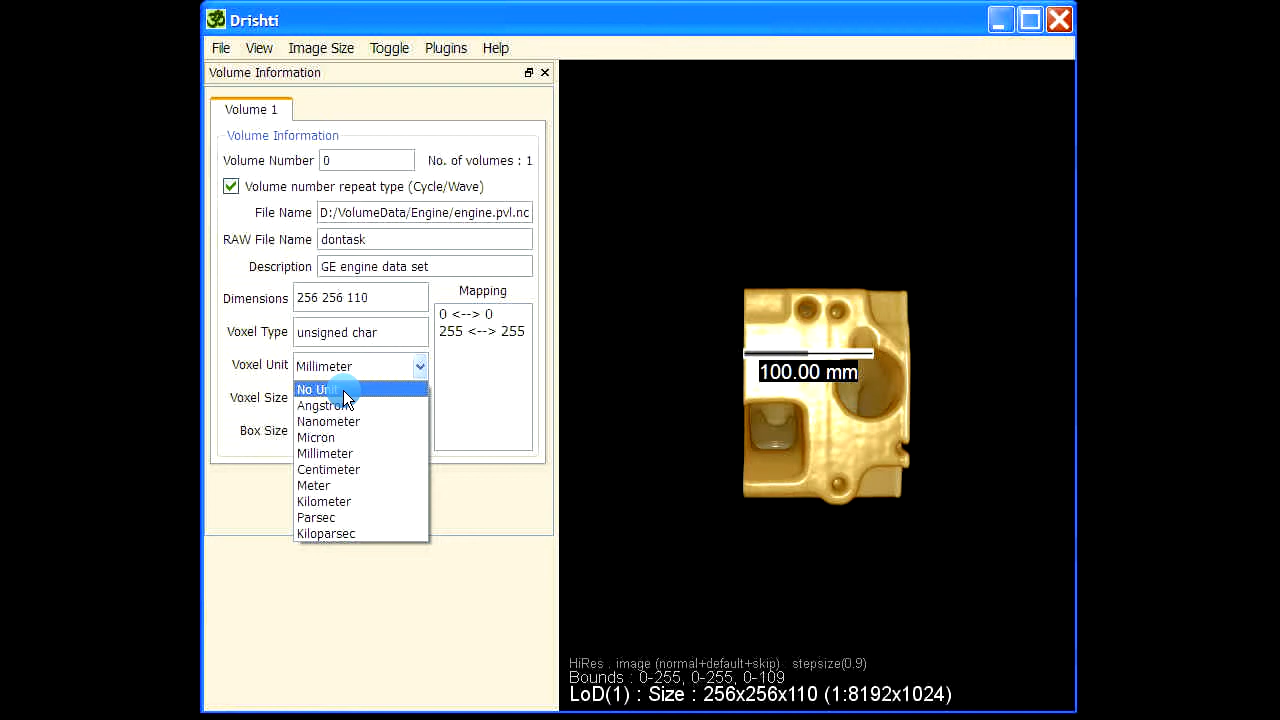 Drishti
File View Image Size Toggle Plugins Help
Volume Information
Volume 1
Volume Information
Volume Number 0 No. of volumes : 1
Volume number repeat type (Cycle/Wave)
File Name D:/VolumeData/Engine/engine.pvl.nc
RAW File Name dontask
Description GE engine data set
Dimensions 256 256 110
Mapping
0 <--> 0
255 <--> 255
Voxel Type unsigned char
Voxel Unit Millimeter
No Unit
Voxel Size
Angstrom
Nanometer
Box Size
Micron
Millimeter
Centimeter
Meter
Kilometer
Parsec
Kiloparsec
100.00 mm
HiRes . image (normal+default+skip) stepsize(0.9)
Bounds : 0-255, 0-255, 0-109
LoD(1) : Size : 256x256x110 (1:8192x1024)